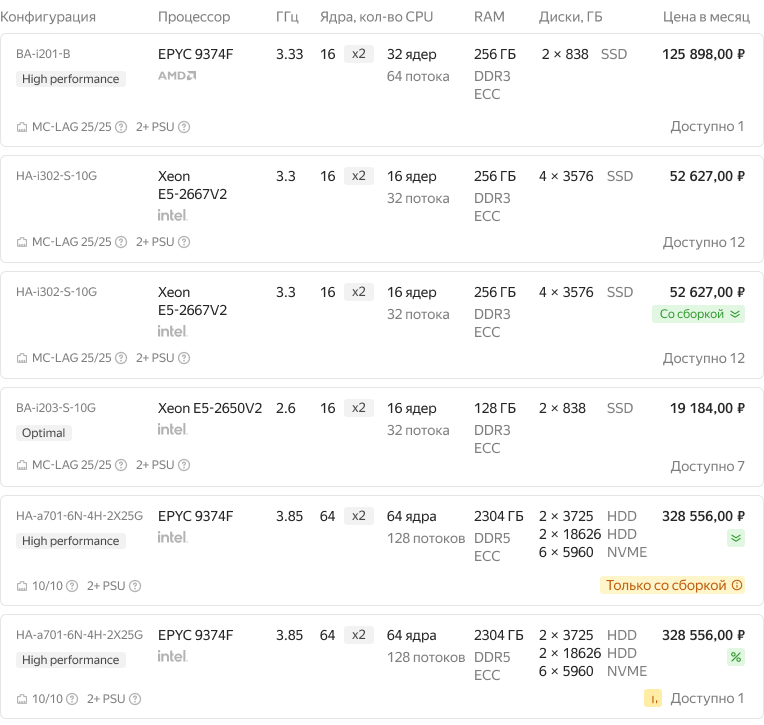 Конфигурация Процессор ГГц Ядра, кол-во CPU RAM Диски, ГБ Цена в месяц
BA-i201-B EPYC 9374F 3.33 16 x2 32 ядер 256 ГБ 2 × 838 SSD 125 898,00 ₽
High performance AMD 64 потока DDR3
ECC
MC-LAG 25/25 ? 2+ PSU ? Доступно 1
HA-i302-S-10G Xeon 3.3 16 x2 16 ядер 256 ГБ 4 × 3576 SSD 52 627,00 ₽
E5-2667V2 32 потока DDR3
intel. ECC
MC-LAG 25/25 ? 2+ PSU ? Доступно 12
HA-i302-S-10G Xeon 3.3 16 x2 16 ядер 256 ГБ 4 × 3576 SSD 52 627,00 ₽
E5-2667V2 32 потока DDR3 Со сборкой
intel. ECC
MC-LAG 25/25 ? 2+ PSU ? Доступно 12
BA-i203-S-10G Xeon E5-2650V2 2.6 16 x2 16 ядер 128 ГБ 2 × 838 SSD 19 184,00 ₽
Optimal intel. 32 потока DDR3
ECC
MC-LAG 25/25 ? 2+ PSU ? Доступно 7
HA-a701-6N-4H-2X25G EPYC 9374F 3.85 64 x2 64 ядра 2304 ГБ 2 × 3725 HDD 328 556,00 ₽
High performance intel. 128 потоков DDR5 2 × 18626 HDD
ECC 6 × 5960 NVME
10/10 ? 2+ PSU ? Только со сборкой
HA-a701-6N-4H-2X25G EPYC 9374F 3.85 64 x2 64 ядра 2304 ГБ 2 × 3725 HDD 328 556,00 ₽
High performance intel. 128 потоков DDR5 2 × 18626 HDD %
ECC 6 × 5960 NVME
10/10 ? 2+ PSU ? Доступно 1